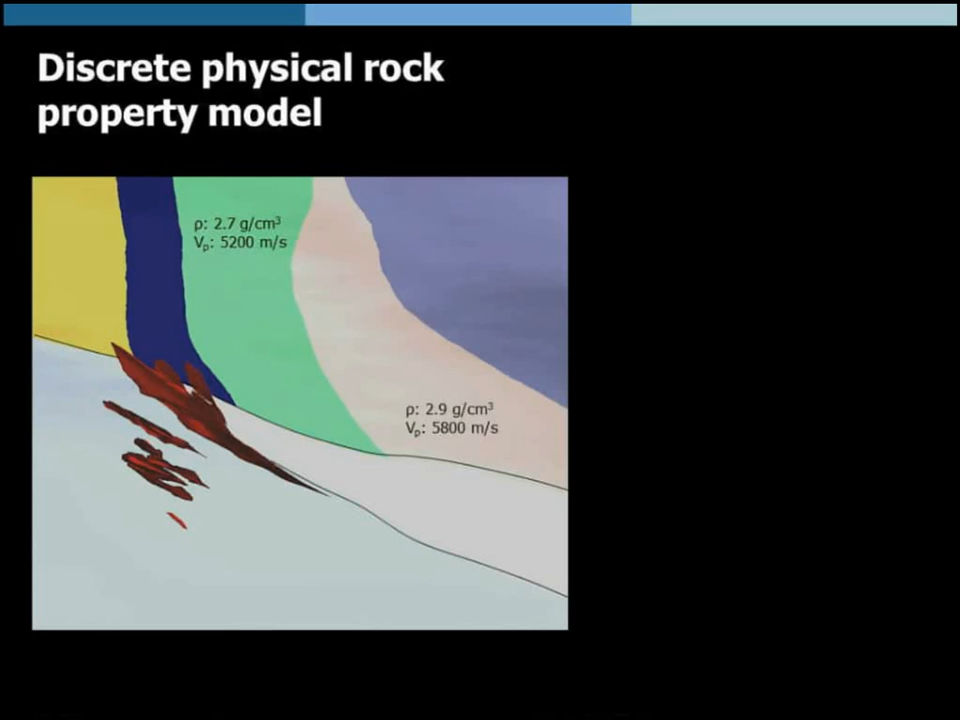 Discrete physical rock
property model
ρ: 2.7 g/cm³
Vₚ: 5200 m/s
ρ: 2.9 g/cm³
Vₚ: 5800 m/s